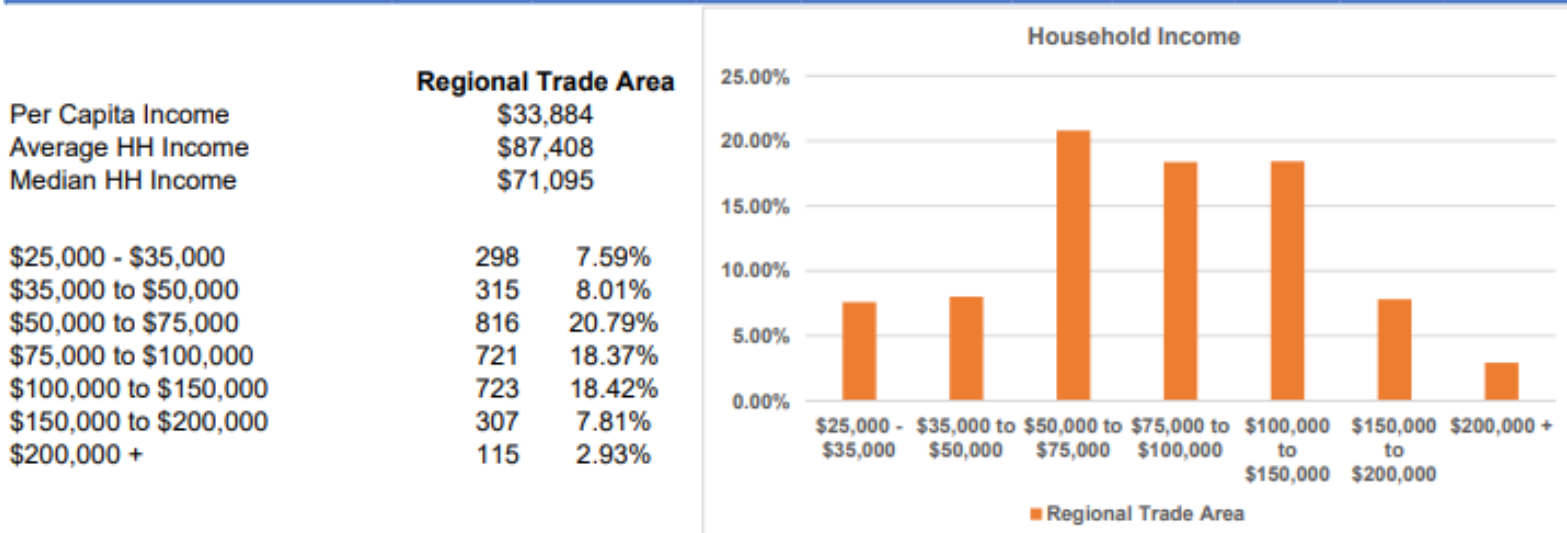 Regional Trade Area
Per Capita Income $33,884
Average HH Income $87,408
Median HH Income $71,095
$25,000 - $35,000 298 7.59%
$35,000 to $50,000 315 8.01%
$50,000 to $75,000 816 20.79%
$75,000 to $100,000 721 18.37%
$100,000 to $150,000 723 18.42%
$150,000 to $200,000 307 7.81%
$200,000 + 115 2.93%
Household Income
25.00%
20.00%
15.00%
10.00%
5.00%
0.00%
$25,000 - $35,000 to $50,000 to $75,000 to $100,000 $150,000 $200,000 +
$35,000 $50,000 $75,000 $100,000 to to
$150,000 $200,000
Regional Trade Area